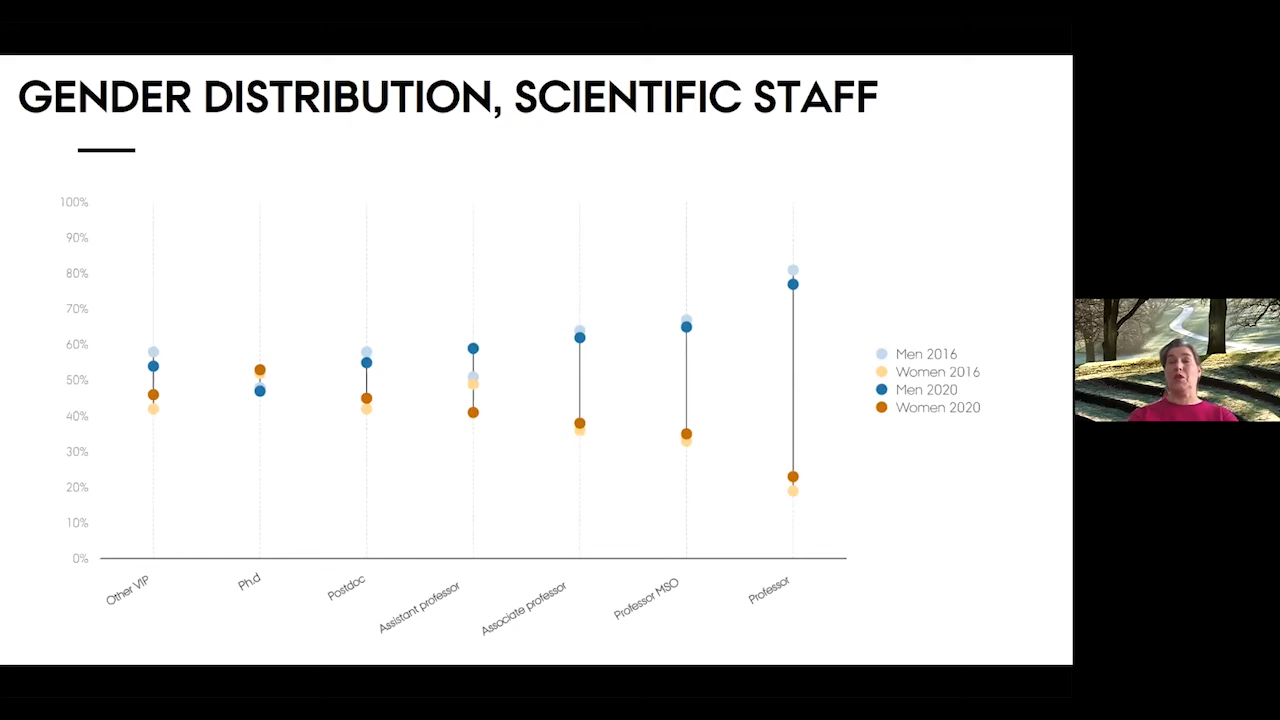 GENDER DISTRIBUTION, SCIENTIFIC STAFF
100%
90%
80%
70%
60%
50%
40%
30%
20%
10%
0%
Other VIP
Ph.d
Postdoc
Assistant professor
Associate professor
Professor MSO
Professor
Men 2016
Women 2016
Men 2020
Women 2020